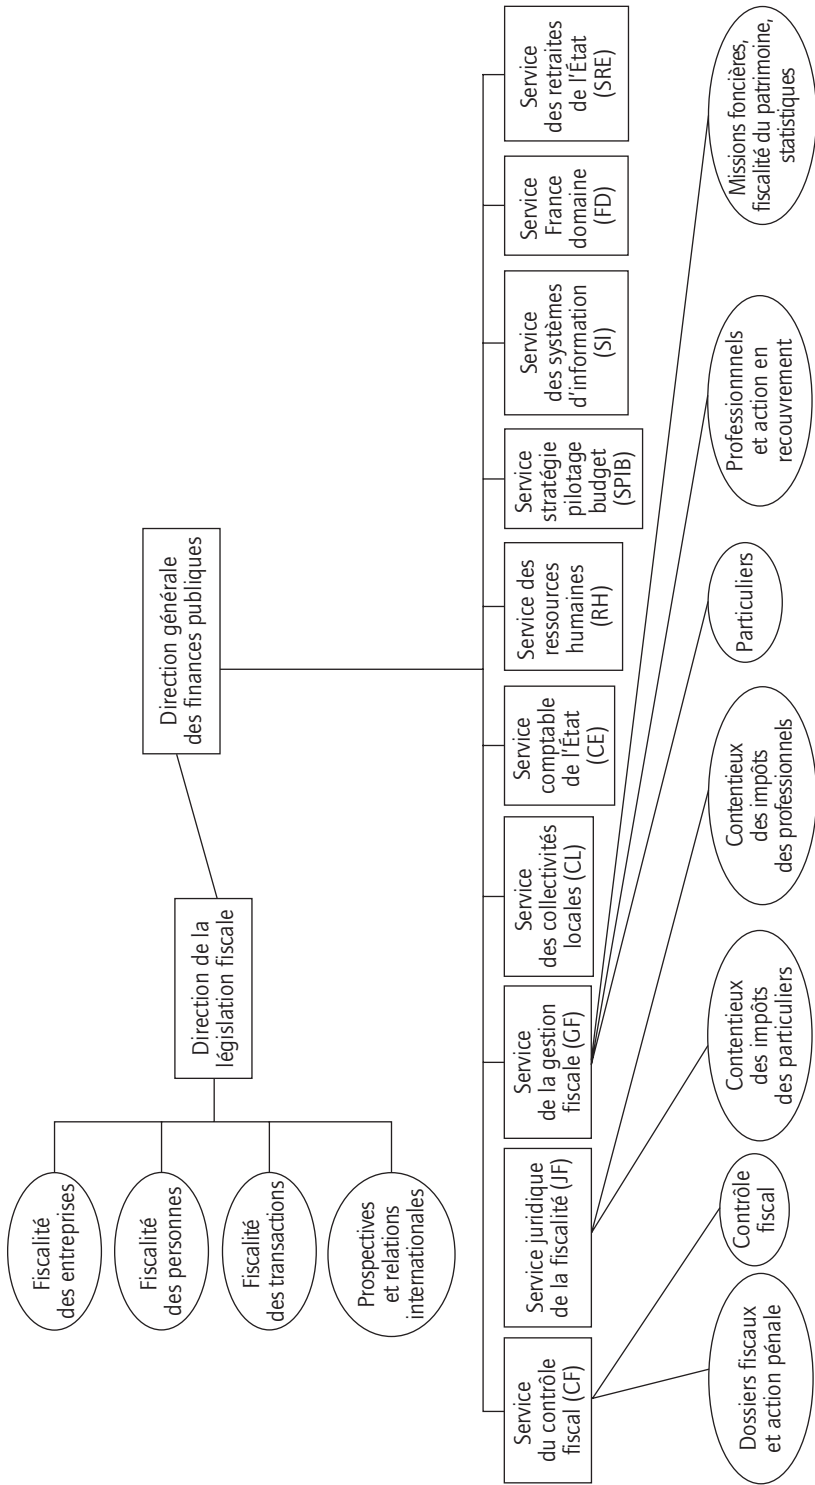 Direction générale
des finances publiques
Direction de la
législation fiscale
Fiscalité
des entreprises
Fiscalité
des personnes
Fiscalité
des transactions
Prospectives
et relations
internationales
Service
du contrôle
fiscal (CF)
Service juridique
de la fiscalité (JF)
Service
de la gestion
fiscale (GF)
Service
des collectivités
locales (CL)
Service
comptable
de l'État
(CE)
Service des
ressources
humaines
(RH)
Service
stratégie
pilotage
budget
(SPIB)
Service
des systèmes
d'information
(SI)
Service
France
domaine
(FD)
Service
des retraites
de l'État
(SRE)
Dossiers fiscaux
et action pénale
Contrôle
fiscal
Contentieux
des impôts
des particuliers
Contentieux
des impôts
des professionnels
Particuliers
Professionnnels
et action en
recouvrement
Missions foncières,
fiscalité du patrimoine,
statistiques